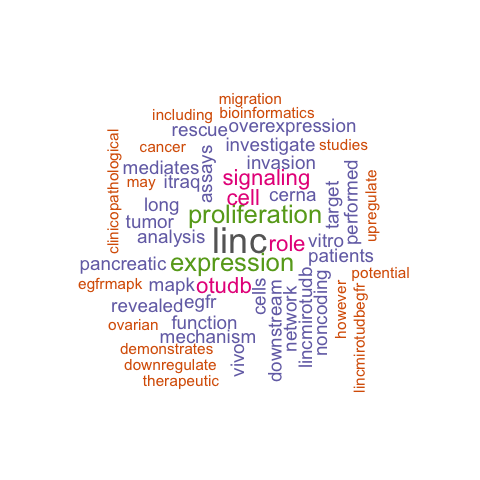 migration
including
bioinformatics
rescue
overexpression
cancer
investigate
studies
clinicopathological
mediates
assays
invasion
may
itraq
signaling
target
performed
upregulate
long
cell
cerna
tumor
proliferation
analysis
linc
role
vitro
pancreatic
expression
patients
egfrmapk
mapk
otudb
potential
revealed
egfr
cells
downstream
network
lincmirotudb
noncoding
however
lincmirotudbegfr
ovarian
function
mechanism
demonstrates
vivo
downregulate
therapeutic